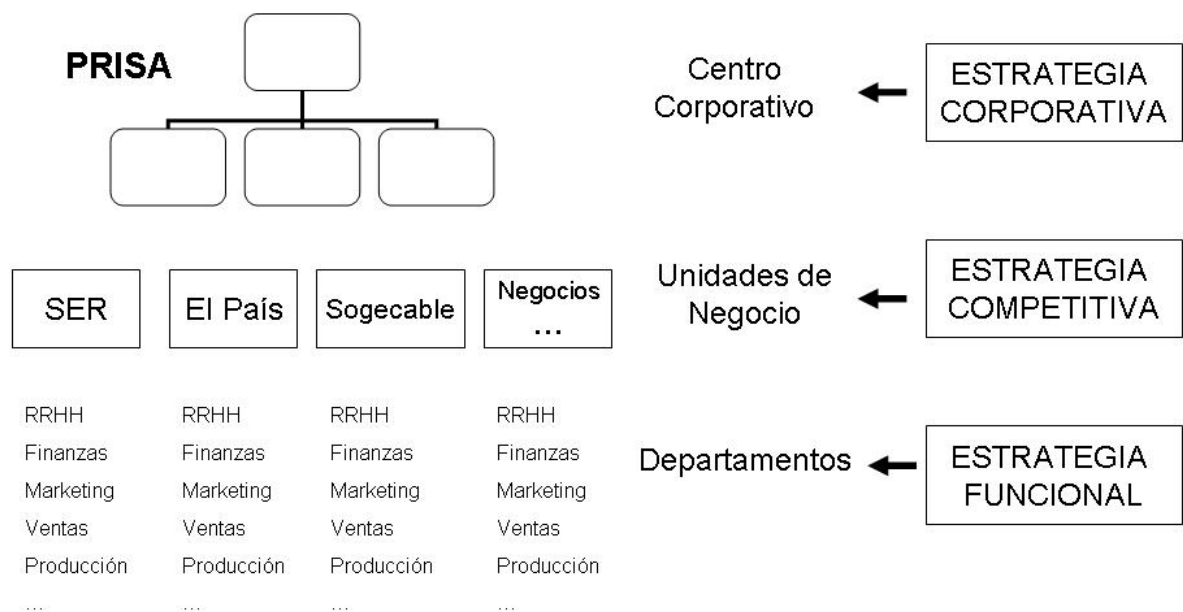 PRISA
Centro
Corporativo
ESTRATEGIA
CORPORATIVA
SER
El País
Sogecable
Negocios
...
Unidades de
Negocio
ESTRATEGIA
COMPETITIVA
RRHH
Finanzas
Marketing
Ventas
Producción
...
RRHH
Finanzas
Marketing
Ventas
Producción
...
RRHH
Finanzas
Marketing
Ventas
Producción
...
RRHH
Finanzas
Marketing
Ventas
Producción
...
Departamentos
ESTRATEGIA
FUNCIONAL